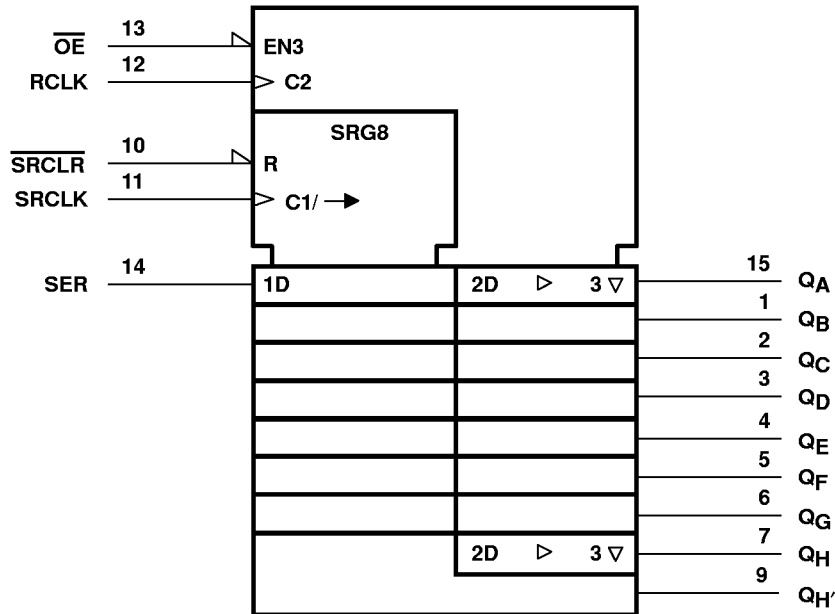 OE 13 EN3
RCLK 12 C2
SRG8
SRCLR 10 R
SRCLK 11 C1/
SER 14 1D 2D 3 15 QA
1 QB
2 QC
3 QD
4 QE
5 QF
6 QG
2D 3 7 QH
9 QH′